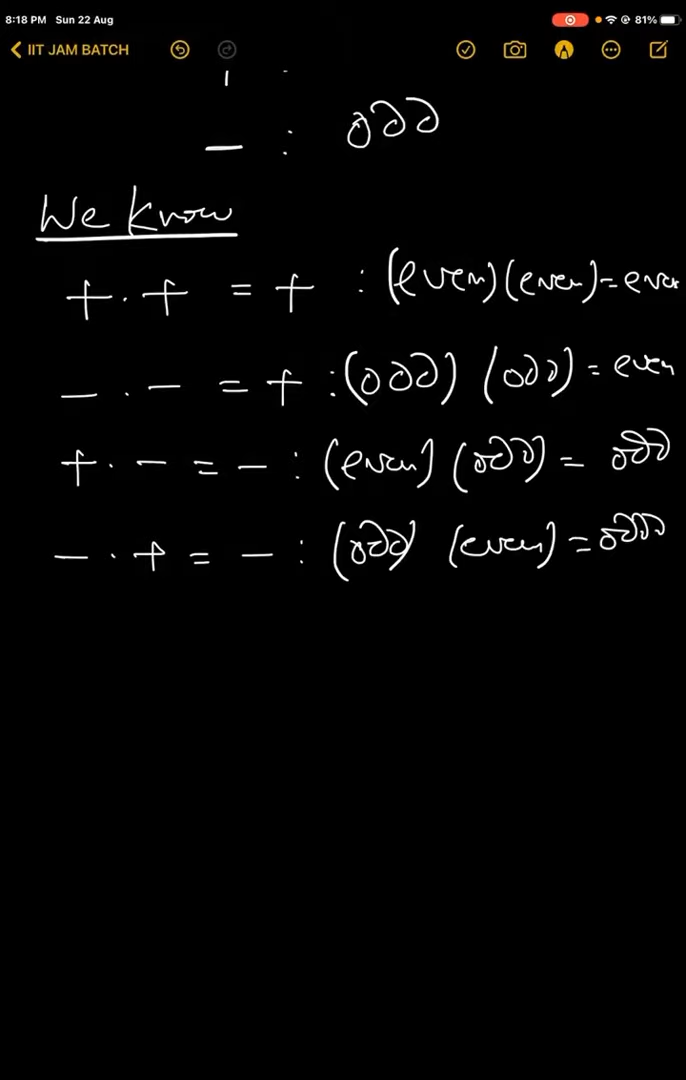 8:18 PM Sun 22 Aug 81%
IIT JAM BATCH
— : odd
We know
+ . + = + : (even) (even) = even
— . — = + : (odd) (odd) = even
+ . — = — : (even) (odd) = odd
— . + = — : (odd) (even) = odd